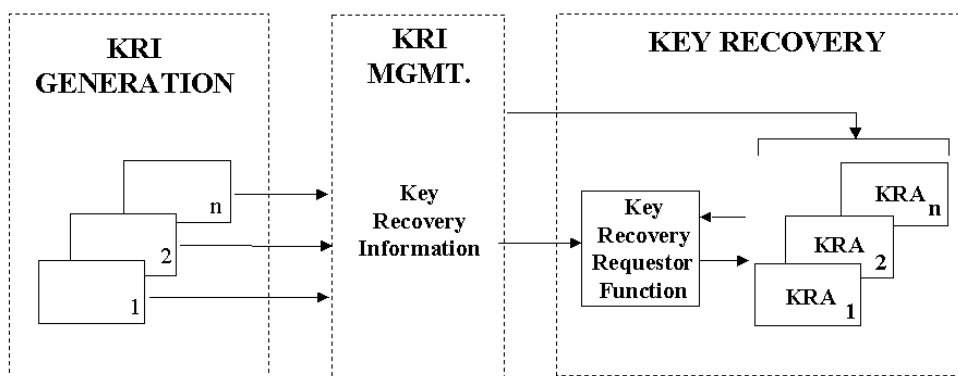 KRI
GENERATION
n
2
1
KRI
MGMT.
Key
Recovery
Information
KEY RECOVERY
Key
Recovery
Requestor
Function
KRA n
KRA 2
KRA 1